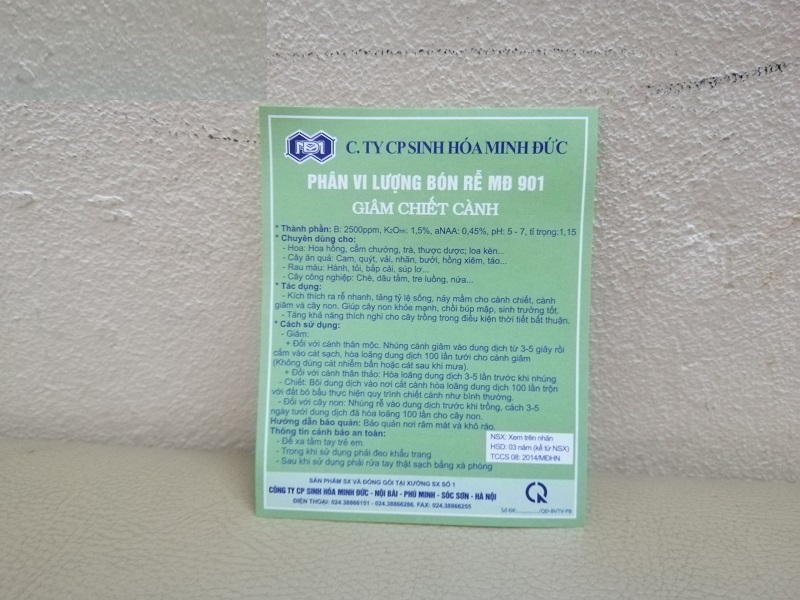 MĐ C. TY CP SINH HÓA MINH ĐỨC
PHÂN VI LƯỢNG BÓN RỄ MĐ 901
GIÂM CHIẾT CÀNH
* Thành phần: B: 2500ppm, K2Ohh: 1,5%, aNAA: 0,45%, pH: 5 - 7, tỉ trọng:1,15
* Chuyên dùng cho:
- Hoa: Hoa hồng, cẩm chướng, trà, thược dược; loa kèn...
- Cây ăn quả: Cam, quýt, vải, nhãn, bưởi, hồng xiêm, táo...
- Rau màu: Hành, tỏi, bắp cải, súp lơ...
- Cây công nghiệp: Chè, dâu tằm, tre luồng, nứa...
* Tác dụng:
- Kích thích ra rễ nhanh, tăng tỷ lệ sống, nảy mầm cho cành chiết, cành
giâm và cây non. Giúp cây non khỏe mạnh, chồi búp mập, sinh trưởng tốt.
- Tăng khả năng thích nghi cho cây trồng trong điều kiện thời tiết bất thuận.
* Cách sử dụng:
- Giâm:
+ Đối với cành thân mộc. Nhúng cành giâm vào dung dịch từ 3-5 giây rồi
cắm vào cát sạch, hòa loãng dung dịch 100 lần tưới cho cành giâm
(Không dùng cát nhiễm bẩn hoặc cát sau khi mưa).
+ Đối với cành thân thảo: Hòa loãng dung dịch 3-5 lần trước khi nhúng
- Chiết: Bôi dung dịch vào nơi cắt cành hòa loãng dung dịch 100 lần trộn
với đất bó bầu thực hiện quy trình chiết cành như bình thường.
- Đối với cây non: Nhúng rễ vào dung dịch trước khi trồng, cách 3-5
ngày tưới dung dịch đã hòa loãng 100 lần cho cây non.
Hướng dẫn bảo quản: Bảo quản nơi râm mát và khô ráo.
Thông tin cảnh báo an toàn:
- Để xa tầm tay trẻ em.
- Trong khi sử dụng phải đeo khẩu trang
- Sau khi sử dụng phải rửa tay thật sạch bằng xà phòng
NSX: Xem trên nhãn
HSD: 03 năm (kể từ NSX)
TCCS 08: 2014/MĐHN
SẢN PHẨM SX VÀ ĐÓNG GÓI TẠI XƯỞNG SX SỐ 1
CÔNG TY CP SINH HÓA MINH ĐỨC - NỘI BÀI - PHÚ MINH - SÓC SƠN - HÀ NỘI
ĐIỆN THOẠI: 024.38866151 - 024.38866286. FAX: 024.38866255
Số ĐK:............/QĐ-BVTV-PB